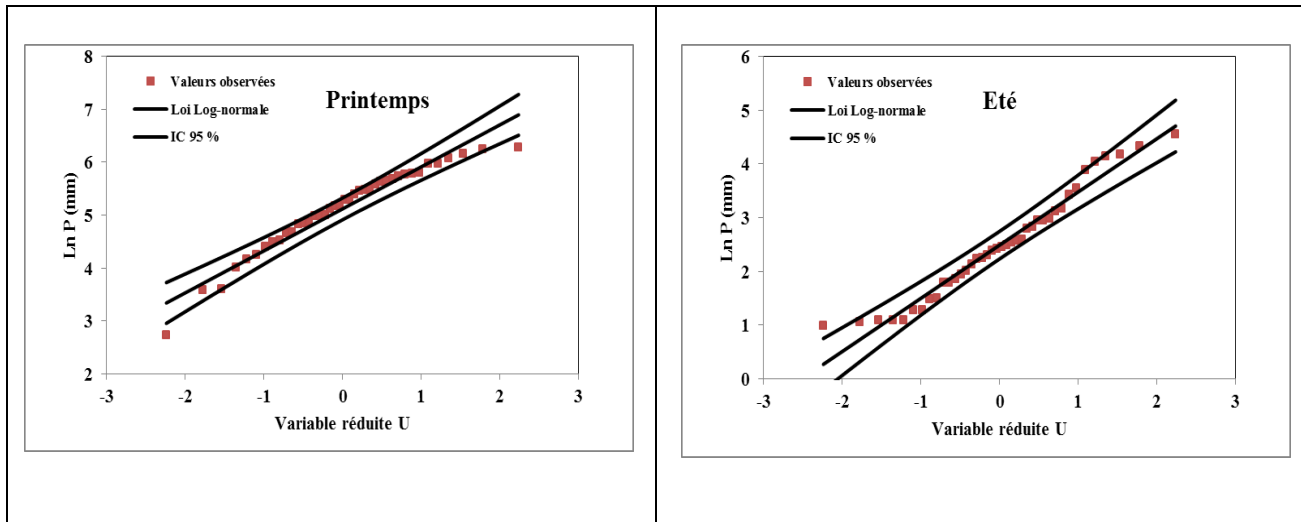 8
7
6
5
4
3
2
-3
-2
-1
0
1
2
3
Ln P (mm)
Variable réduite U
Valeurs observées
Loi Log-normale
IC 95 %
Printemps
6
5
4
3
2
1
0
-3
-2
-1
0
1
2
3
Ln P (mm)
Variable réduite U
Valeurs observées
Loi Log-normale
IC 95 %
Eté